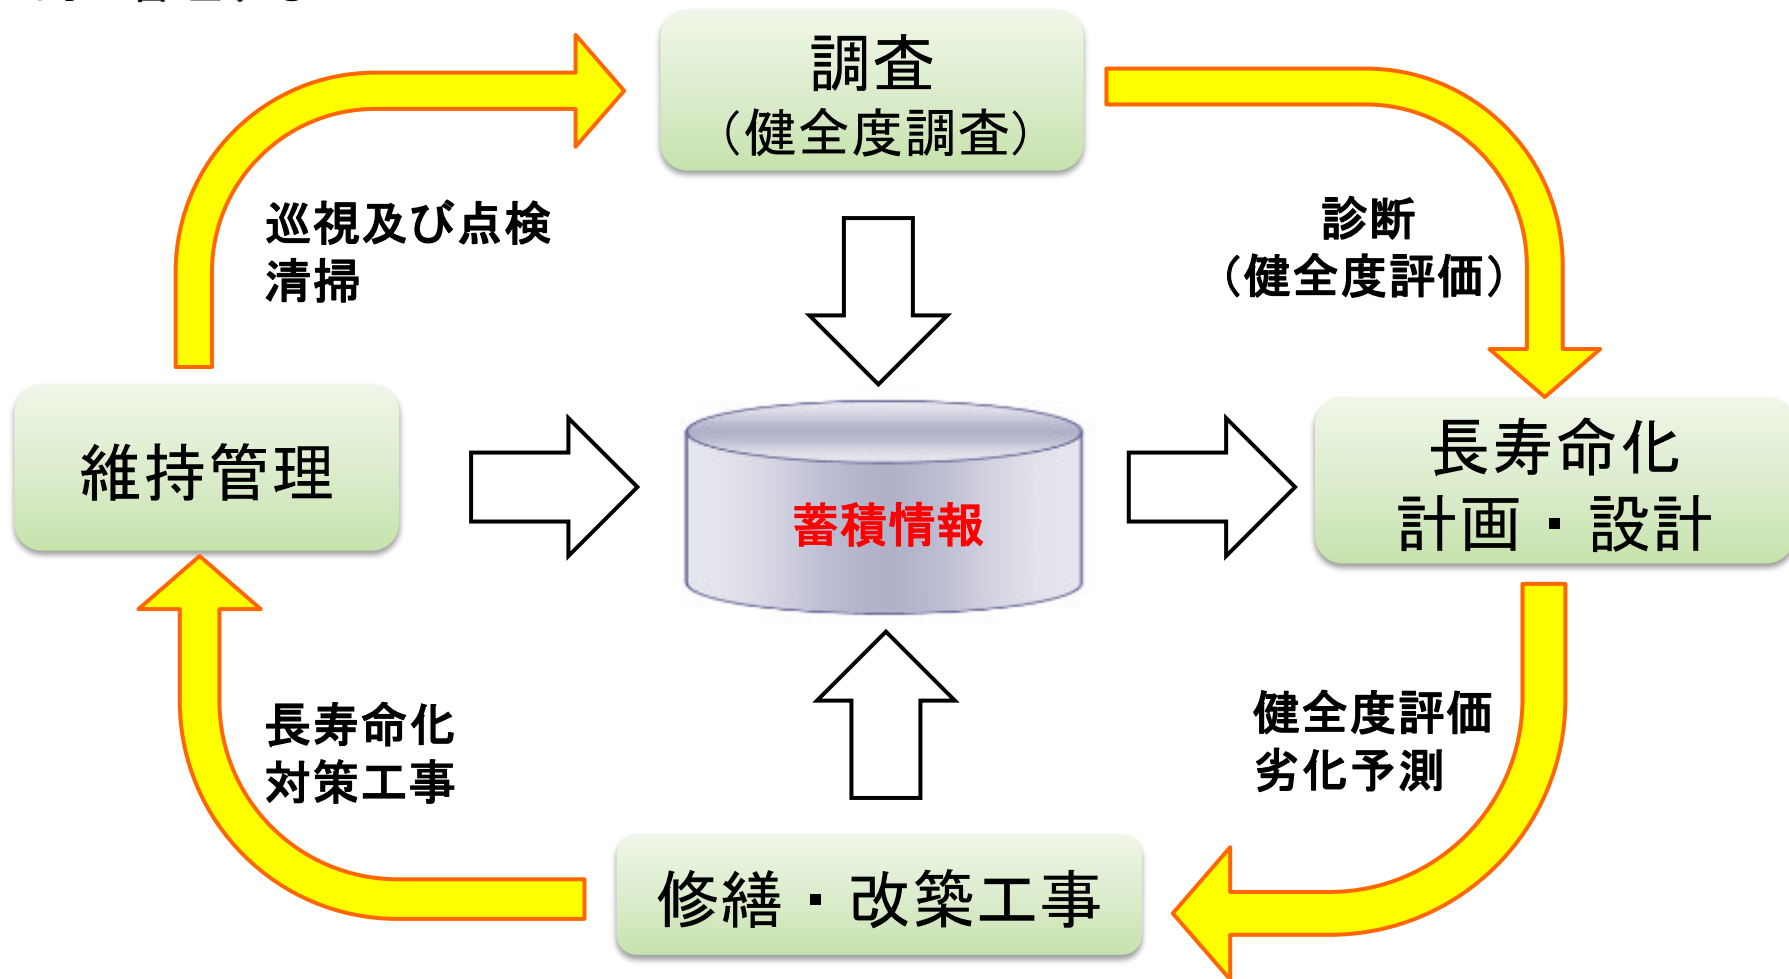 調査
（健全度調査）
巡視及び点検
清掃
診断
（健全度評価）
維持管理
蓄積情報
長寿命化
計画・設計
長寿命化
対策工事
健全度評価
劣化予測
修繕・改築工事